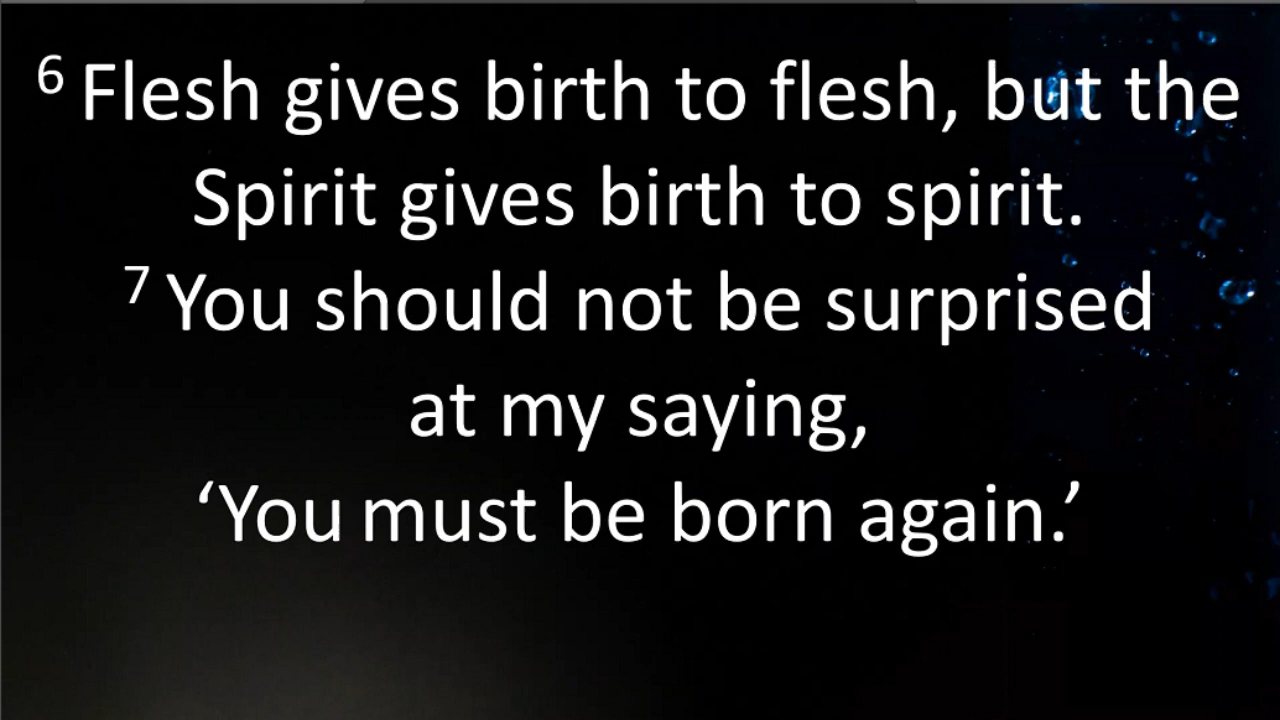 ⁶ Flesh gives birth to flesh, but the
Spirit gives birth to spirit.
⁷ You should not be surprised
at my saying,
‘You must be born again.’